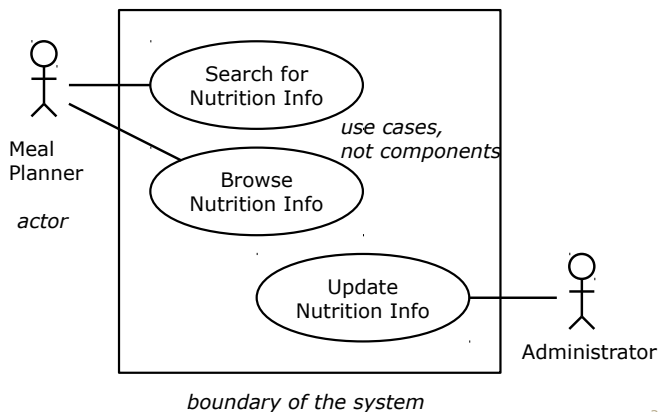 Search for
Nutrition Info
use cases,
not components
Meal
Planner
actor
Browse
Nutrition Info
Update
Nutrition Info
Administrator
boundary of the system